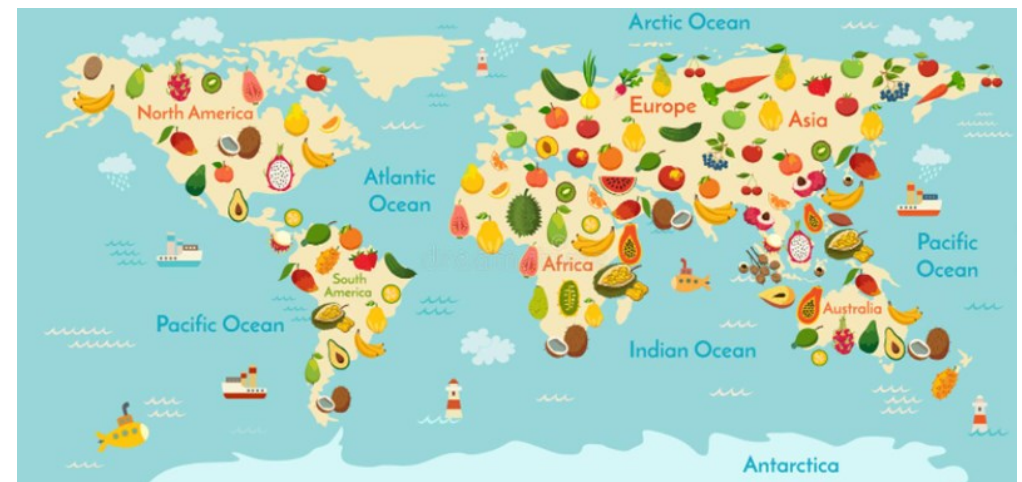 Arctic Ocean
North America
Europe
Asia
Atlantic
Ocean
Pacific
Ocean
Africa
South
America
Australia
Pacific Ocean
Indian Ocean
Antarctica